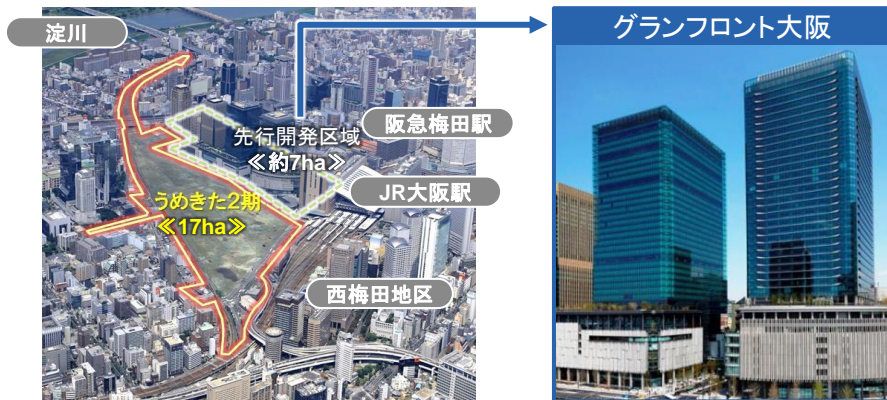 淀川
グランフロント大阪
先行開発区域
≪約7ha≫
阪急梅田駅
JR大阪駅
うめきた2期
≪17ha≫
西梅田地区